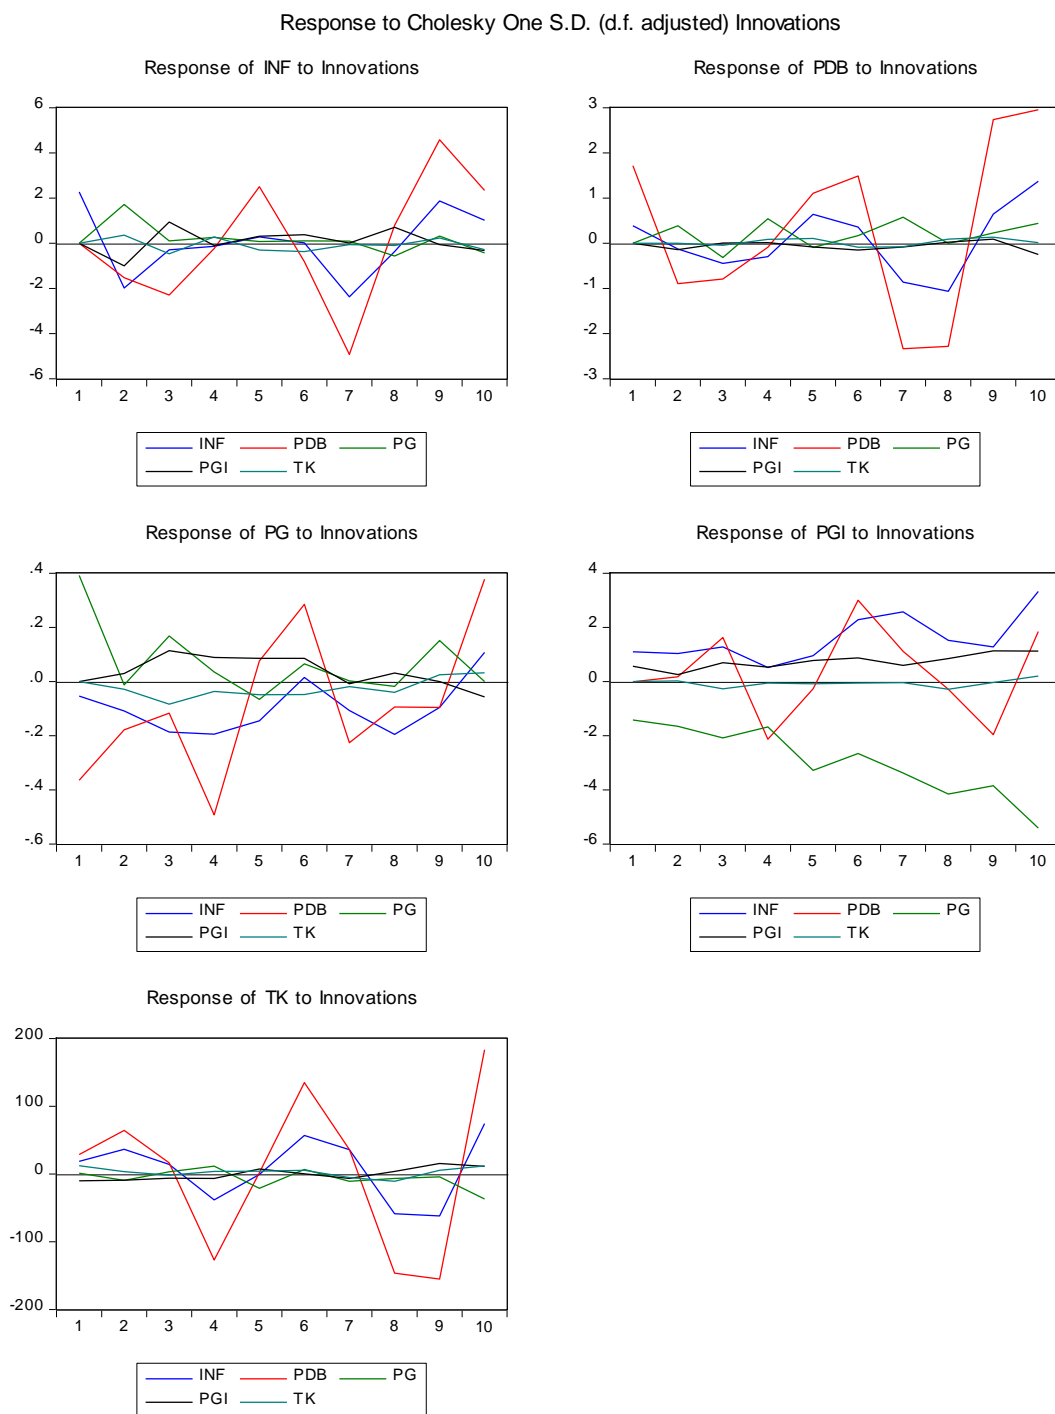 Response to Cholesky One S.D. (d.f. adjusted) Innovations
Response of INF to Innovations
6
4
2
0
-2
-4
-6
1 2 3 4 5 6 7 8 9 10
INF PDB PG
PGI TK
Response of PDB to Innovations
3
2
1
0
-1
-2
-3
1 2 3 4 5 6 7 8 9 10
INF PDB PG
PGI TK
Response of PG to Innovations
.4
.2
.0
-.2
-.4
-.6
1 2 3 4 5 6 7 8 9 10
INF PDB PG
PGI TK
Response of PGI to Innovations
4
2
0
-2
-4
-6
1 2 3 4 5 6 7 8 9 10
INF PDB PG
PGI TK
Response of TK to Innovations
200
100
0
-100
-200
1 2 3 4 5 6 7 8 9 10
INF PDB PG
PGI TK